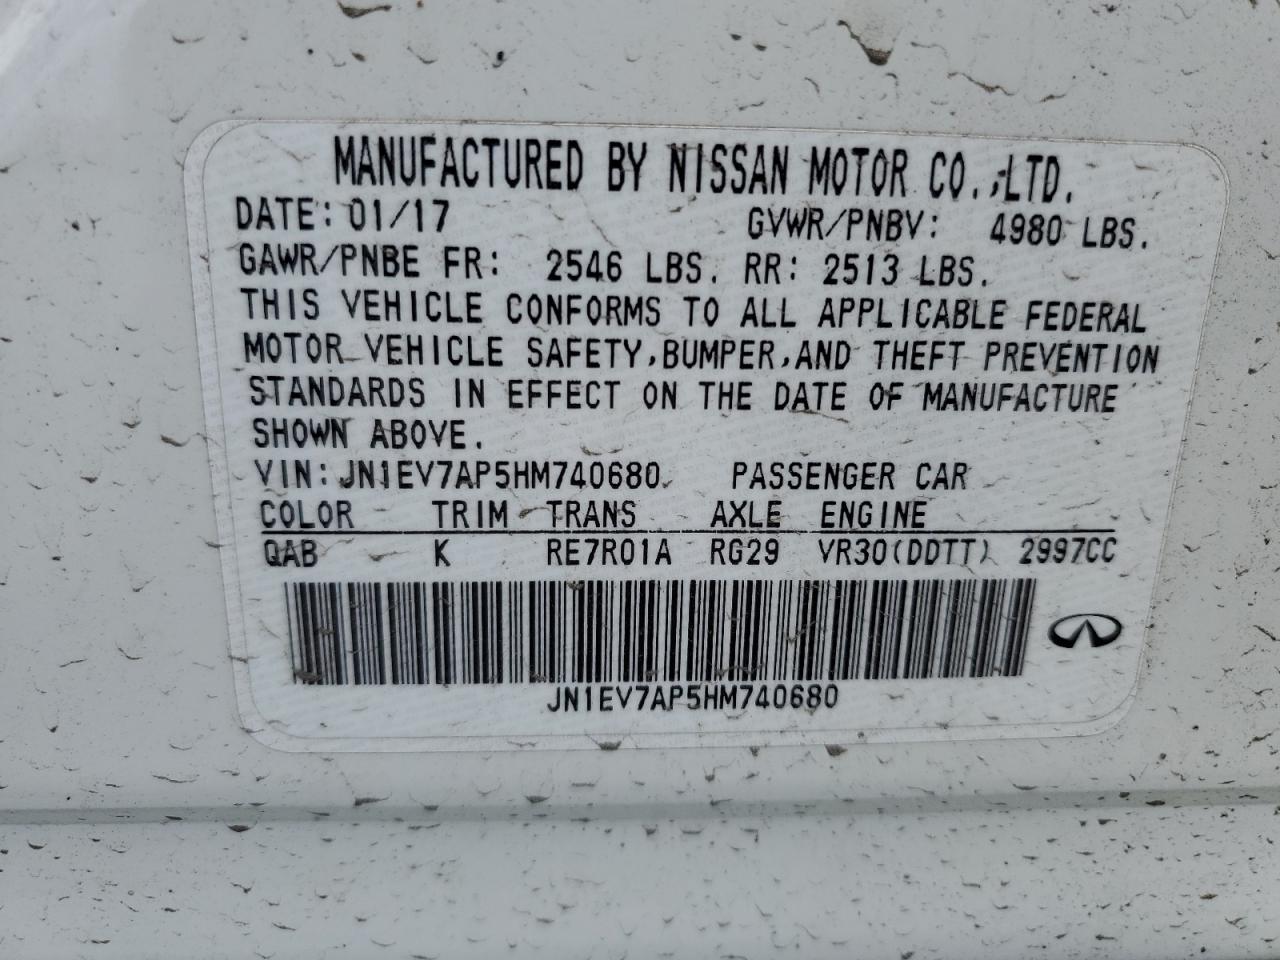 MANUFACTURED BY NISSAN MOTOR CO.,LTD.
DATE: 01/17 GVWR/PNBV: 4980 LBS.
GAWR/PNBE FR: 2546 LBS. RR: 2513 LBS.
THIS VEHICLE CONFORMS TO ALL APPLICABLE FEDERAL
MOTOR VEHICLE SAFETY,BUMPER,AND THEFT PREVENTION
STANDARDS IN EFFECT ON THE DATE OF MANUFACTURE
SHOWN ABOVE.
VIN: JN1EV7AP5HM740680 PASSENGER CAR
COLOR TRIM TRANS AXLE ENGINE
QAB K RE7R01A RG29 VR30(DDTT) 2997CC
JN1EV7AP5HM740680